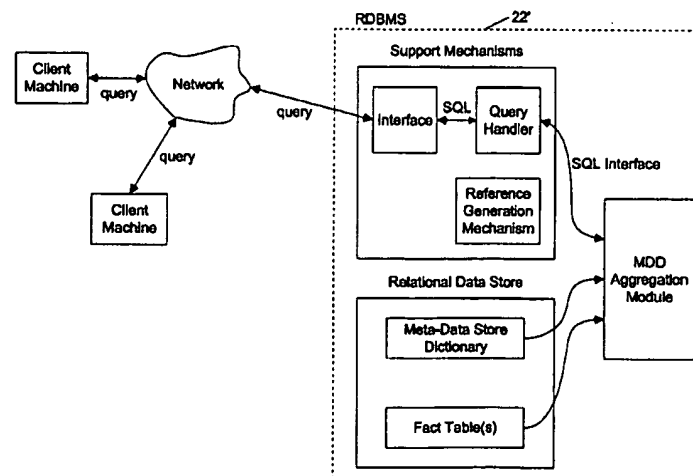 RDBMS
22'
Support Mechanisms
Client
Machine
query
Network
query
Client
Machine
query
Interface
SQL
Query
Handler
SQL Interface
Reference
Generation
Mechanism
MDD
Aggregation
Module
Relational Data Store
Meta-Data Store
Dictionary
Fact Table(s)